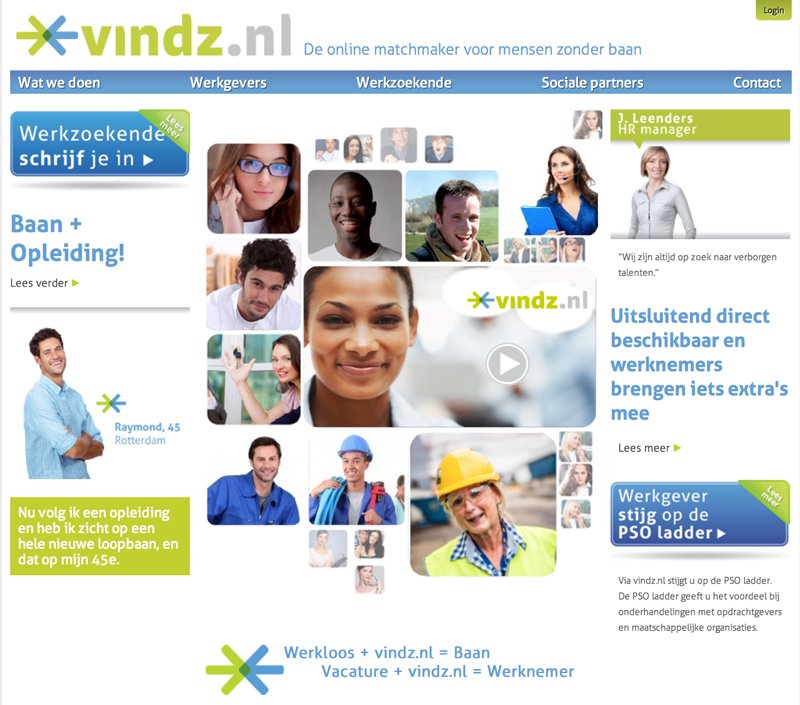 Login
vindz.nl De online matchmaker voor mensen zonder baan
Wat we doen Werkgevers Werkzoekende Sociale partners Contact
Werkzoekende
schrijf je in
Lees
meer
Baan +
Opleiding!
Lees verder
Raymond, 45
Rotterdam
Nu volg ik een opleiding
en heb ik zicht op een
hele nieuwe loopbaan, en
dat op mijn 45e.
vindz.nl
J. Leenders
HR manager
"Wij zijn altijd op zoek naar verborgen
talenten."
Uitsluitend direct
beschikbaar en
werknemers
brengen iets extra's
mee
Lees meer
Werkgever
stijg op de
PSO ladder
Lees
meer
Via vindz.nl stijgt u op de PSO ladder.
De PSO ladder geeft u het voordeel bij
onderhandelingen met opdrachtgevers
en maatschappelijke organisaties.
Werkloos + vindz.nl = Baan
Vacature + vindz.nl = Werknemer